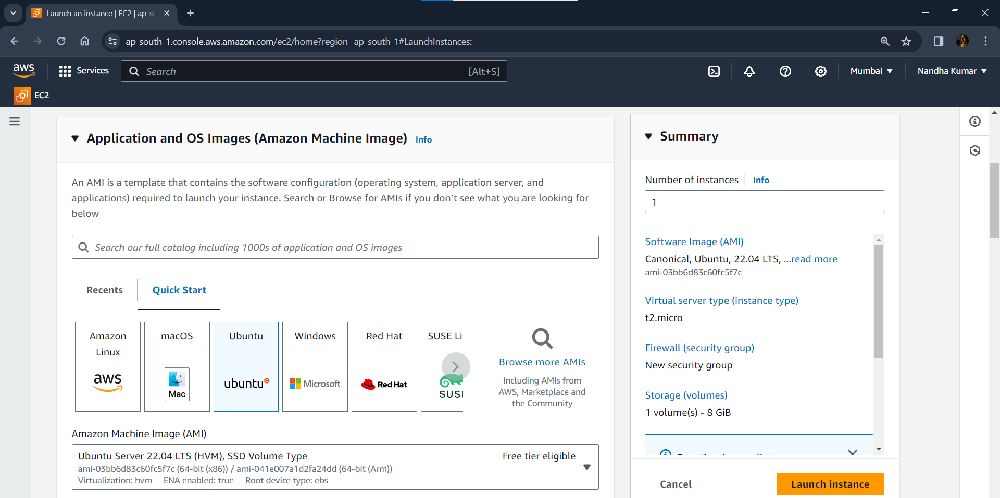 Launch an instance | EC2 | ap-sc
ap-south-1.console.aws.amazon.com/ec2/home?region=ap-south-1#LaunchInstances:
aws
Services
Search
[Alt+S]
Mumbai
Nandha Kumar
EC2
Application and OS Images (Amazon Machine Image)
Info
An AMI is a template that contains the software configuration (operating system, application server, and
applications) required to launch your instance. Search or Browse for AMIs if you don't see what you are looking for
below
Search our full catalog including 1000s of application and OS images
Recents
Quick Start
Amazon
Linux
aws
macOS
Mac
Ubuntu
ubuntu
Windows
Microsoft
Red Hat
Red Hat
SUSE Li
SUS
Browse more AMIs
Including AMIs from
AWS, Marketplace and
the Community
Amazon Machine Image (AMI)
Ubuntu Server 22.04 LTS (HVM), SSD Volume Type
Free tier eligible
ami-03bb6d83c60fc5f7c (64-bit (x86)) / ami-041e007a1d2fa24dd (64-bit (Arm))
Virtualization: hvm ENA enabled: true Root device type: ebs
Summary
Number of instances
Info
1
Software Image (AMI)
Canonical, Ubuntu, 22.04 LTS, ...read more
ami-03bb6d83c60fc5f7c
Virtual server type (instance type)
t2.micro
Firewall (security group)
New security group
Storage (volumes)
1 volume(s) - 8 GiB
Cancel
Launch instance